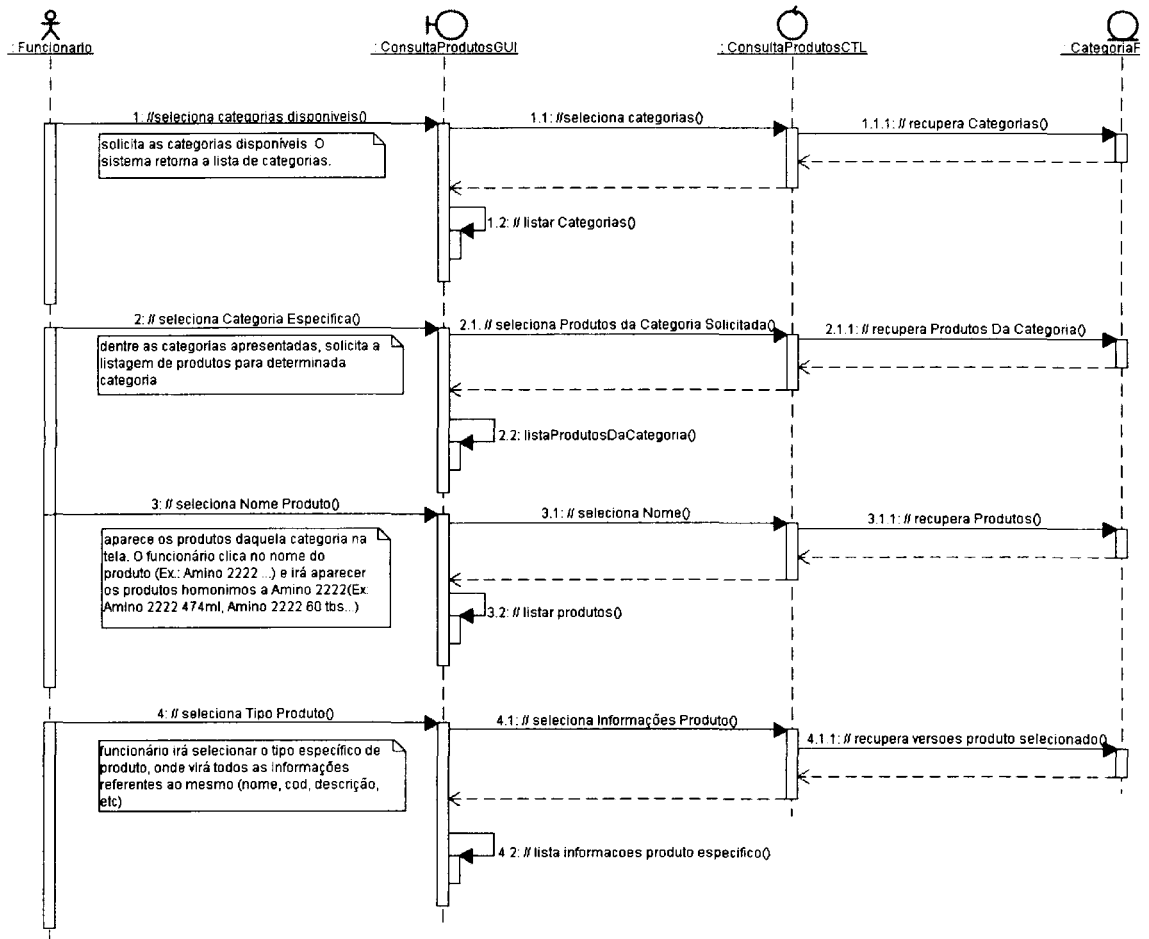 : Funcionario
: ConsultaProdutosGUI
: ConsultaProdutosCTL
: CategoriaF
1: //seleciona categorias disponiveis()
1.1: //seleciona categorias()
1.1.1: // recupera Categorias()
solicita as categorias disponíveis O
sistema retorna a lista de categorias.
1.2: // listar Categorias()
2: // seleciona Categoria Especifica()
2.1. // seleciona Produtos da Categoria Solicitada()
2.1.1: // recupera Produtos Da Categoria()
dentre as categorias apresentadas, solicita a
listagem de produtos para determinada
categoria
2.2: listaProdutosDaCategoria()
3: // seleciona Nome Produto()
3.1: // seleciona Nome()
3.1.1: // recupera Produtos()
aparece os produtos daquela categoria na
tela. O funcionário clica no nome do
produto (Ex.: Amino 2222 ...) e irá aparecer
os produtos homonimos a Amino 2222(Ex:
Amino 2222 474ml, Amino 2222 60 tbs...)
3.2: // listar produtos()
4: // seleciona Tipo Produto()
4.1: // seleciona Informações Produto()
4.1.1: // recupera versoes produto selecionado()
funcionário irá selecionar o tipo específico de
produto, onde virá todos as informações
referentes ao mesmo (nome, cod, descrição,
etc)
4 2: // lista informacoes produto especifico()